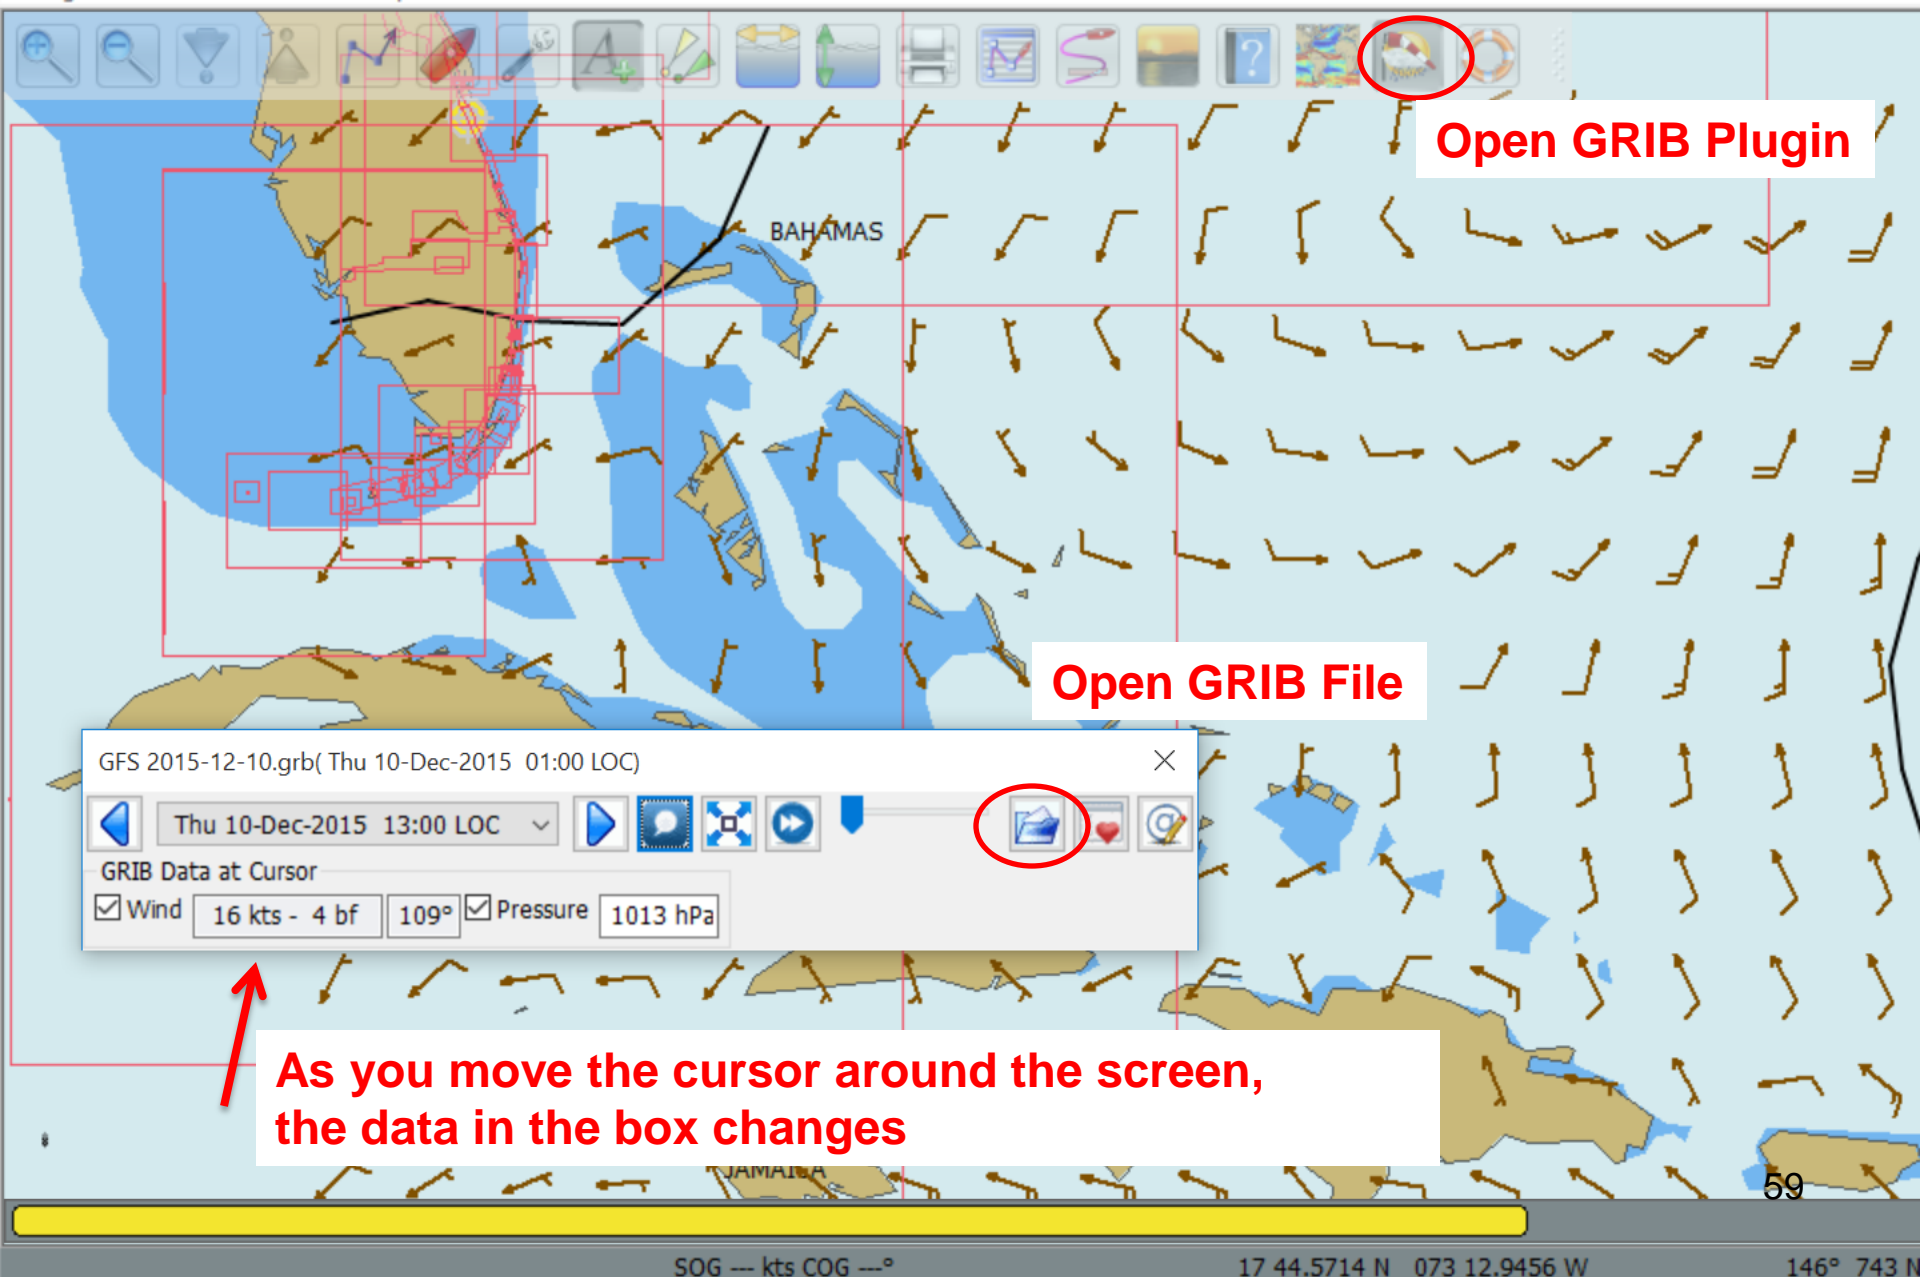 Open GRIB Plugin
BAHAMAS
Open GRIB File
GFS 2015-12-10.grb( Thu 10-Dec-2015 01:00 LOC)
Thu 10-Dec-2015 13:00 LOC
GRIB Data at Cursor
Wind 16 kts - 4 bf 109° Pressure 1013 hPa
As you move the cursor around the screen,
the data in the box changes
JAMAICA
59
SOG --- kts COG ---° 17 44.5714 N 073 12.9456 W 146° 743 N